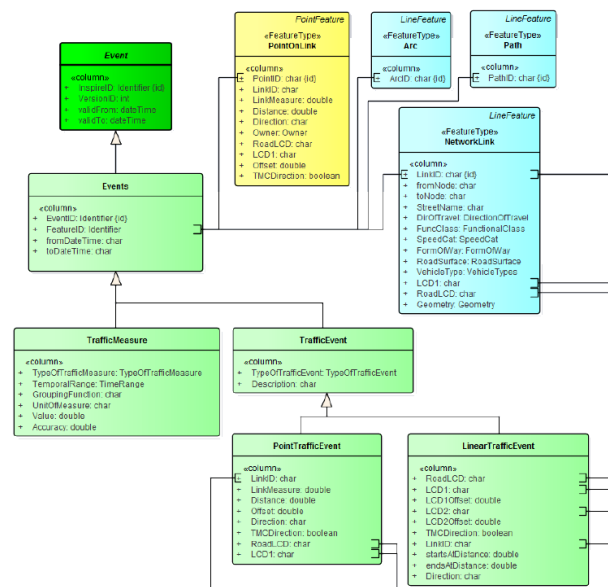 Event
«column»
+ InspireID: Identifier {id}
+ VersionID: int
+ validFrom: dateTime
+ validTo: dateTime
PointFeature
«FeatureType»
PointOnLink
«column»
+ PointID: char {id}
+ LinkID: char
+ LinkMeasure: double
+ Distance: double
+ Direction: char
+ Owner: Owner
+ RoadLCD: char
+ LCD1: char
+ Offset: double
+ TMCDirection: boolean
LineFeature
«FeatureType»
Arc
«column»
+ ArcID: char {id}
LineFeature
«FeatureType»
Path
«column»
+ PathID: char {id}
LineFeature
«FeatureType»
NetworkLink
«column»
+ LinkID: char {id}
+ fromNode: char
+ toNode: char
+ StreetName: char
+ DirOfTravel: DirectionOfTravel
+ FuncClass: FunctionalClass
+ SpeedCat: SpeedCat
+ FormOfWay: FormOfWay
+ RoadSurface: RoadSurface
+ VehicleType: VehicleTypes
+ LCD1: char
+ RoadLCD: char
+ Geometry: Geometry
Events
«column»
+ EventID: Identifier {id}
+ FeatureID: Identifier
+ fromDateTime: char
+ toDateTime: char
TrafficMeasure
«column»
+ TypeOfTrafficMeasure: TypeOfTrafficMeasure
+ TemporalRange: TimeRange
+ GroupingFunction: char
+ UnitOfMeasure: char
+ Value: double
+ Accuracy: double
TrafficEvent
«column»
+ TypeOfTrafficEvent: TypeOfTrafficEvent
+ Description: char
PointTrafficEvent
«column»
+ LinkID: char
+ LinkMeasure: double
+ Distance: double
+ Offset: double
+ Direction: char
+ TMCDirection: boolean
+ RoadLCD: char
+ LCD1: char
LinearTrafficEvent
«column»
+ RoadLCD: char
+ LCD1: char
+ LCD1Offset: double
+ LCD2: char
+ LCD2Offset: double
+ TMCDirection: boolean
+ LinkID: char
+ startsAtDistance: double
+ endsAtDistance: double
+ Direction: char